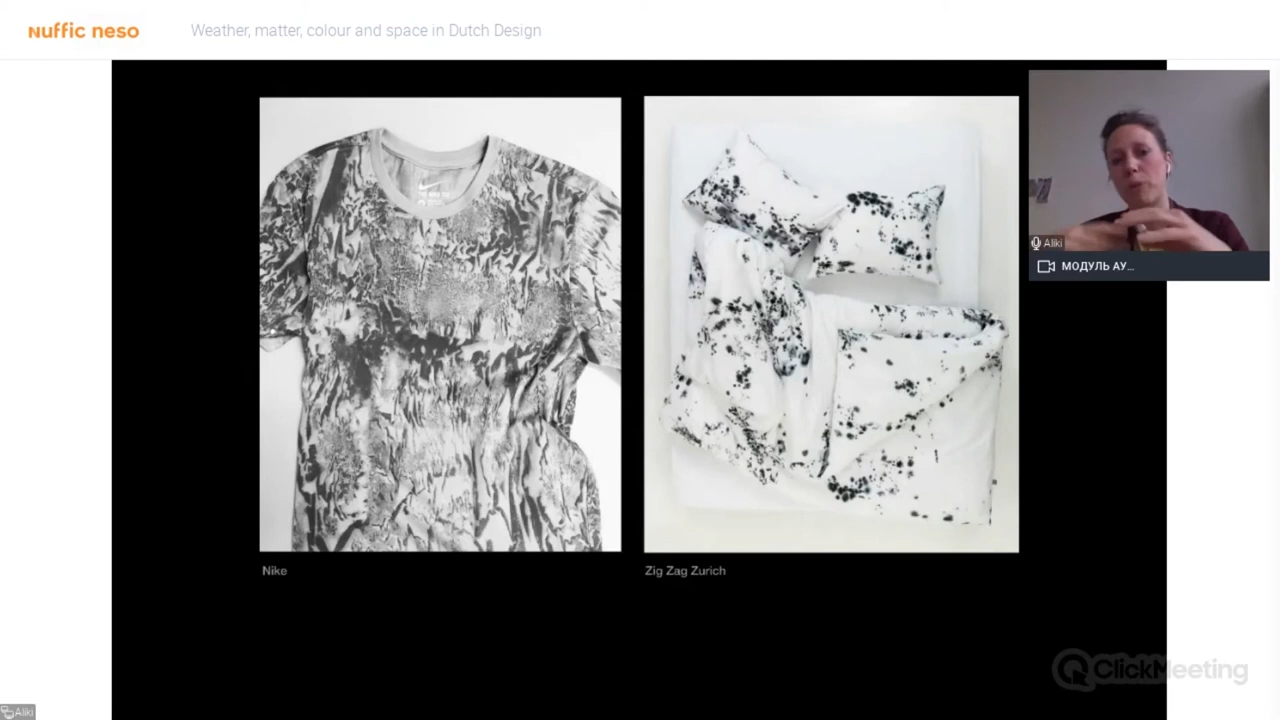 Nuffic neso
Weather, matter, colour and space in Dutch Design
Aliki
МОДУЛЬ АУ...
Nike
Zig Zag Zurich
ClickMeeting
Aliki